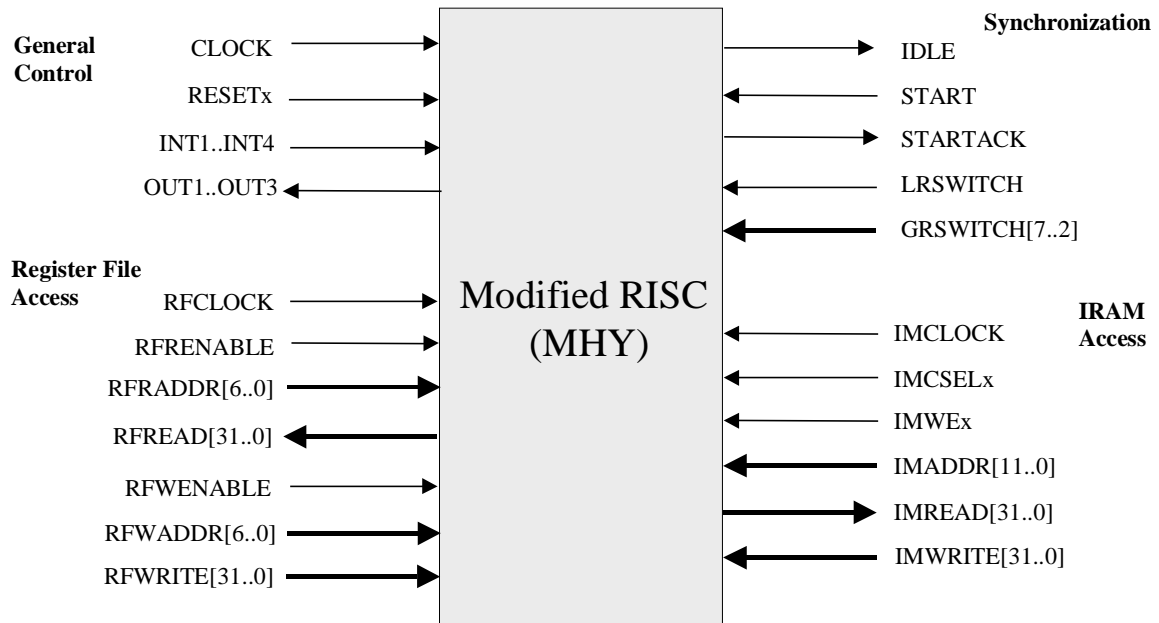 General
Control
CLOCK
RESETx
INT1..INT4
OUT1..OUT3
Register File
Access
RFCLOCK
RFRENABLE
RFRADDR[6..0]
RFREAD[31..0]
RFWENABLE
RFWADDR[6..0]
RFWRITE[31..0]
Modified RISC
(MHY)
Synchronization
IDLE
START
STARTACK
LRSWITCH
GRSWITCH[7..2]
IRAM
Access
IMCLOCK
IMCSELx
IMWEx
IMADDR[11..0]
IMREAD[31..0]
IMWRITE[31..0]